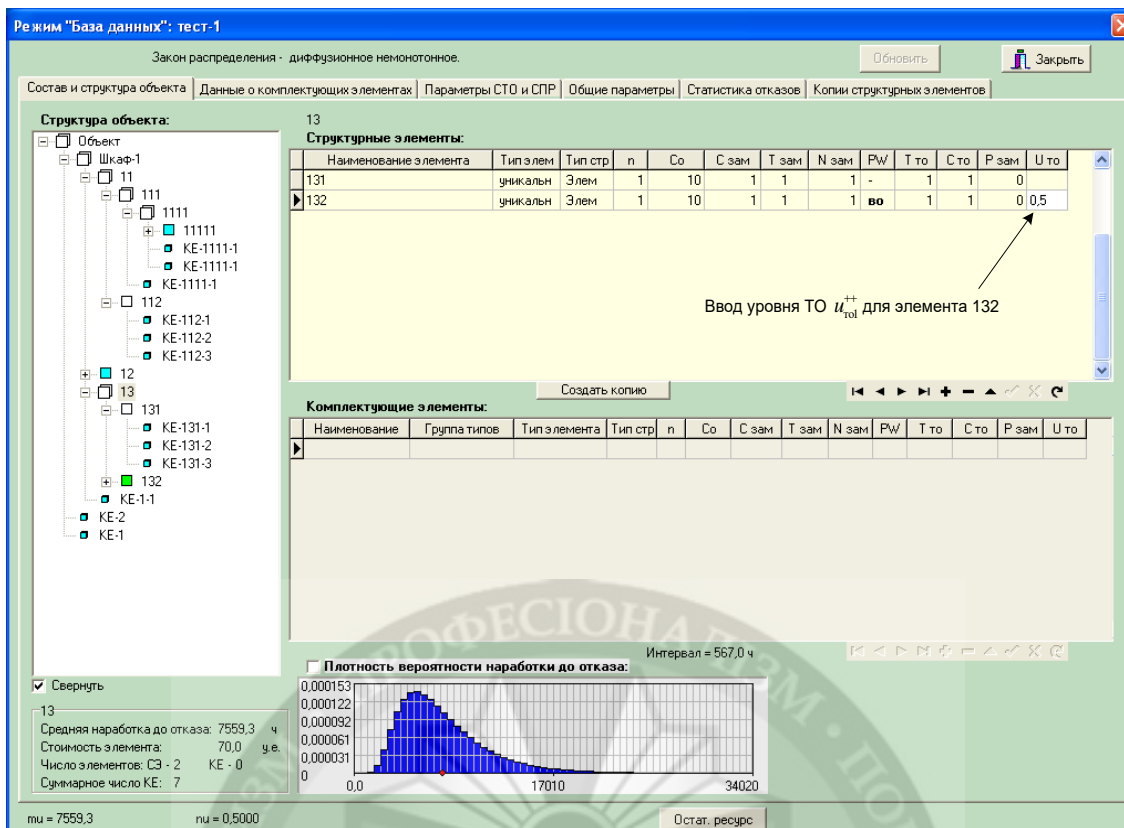 Режим "База данных": тест-1
Закон распределения - диффузионное немонотонное.
Обновить
Закрыть
Состав и структура объекта
Данные о комплектующих элементах
Параметры СТО и СПР
Общие параметры
Статистика отказов
Копии структурных элементов
Структура объекта:
Объект
Шкаф-1
11
111
1111
11111
КЕ-1111-1
КЕ-1111-1
КЕ-1111-1
112
КЕ-112-1
КЕ-112-2
КЕ-112-3
12
13
131
КЕ-131-1
КЕ-131-2
КЕ-131-3
132
КЕ-1-1
КЕ-2
КЕ-1
13
Структурные элементы:
Наименование элемента Тип элем Тип стр n Co C зам T зам N зам PW T то C то P зам U то
131 уникальн Элем 1 10 1 1 1 - 1 1 0
132 уникальн Элем 1 10 1 1 1 во 1 1 0 0,5
Ввод уровня ТО u++tol для элемента 132
Создать копию
Комплектующие элементы:
Наименование Группа типов Тип элемента Тип стр n Co C зам T зам N зам PW T то C то P зам U то
Интервал = 567,0 ч
Плотность вероятности наработки до отказа:
0,000153
0,000122
0,000092
0,000061
0,000031
0
0,0 17010 34020
Свернуть
13
Средняя наработка до отказа: 7559,3 ч
Стоимость элемента: 70,0 у.е.
Число элементов: СЭ - 2 КЕ - 0
Суммарное число КЕ: 7
mu = 7559,3 nu = 0,5000
Остат. ресурс